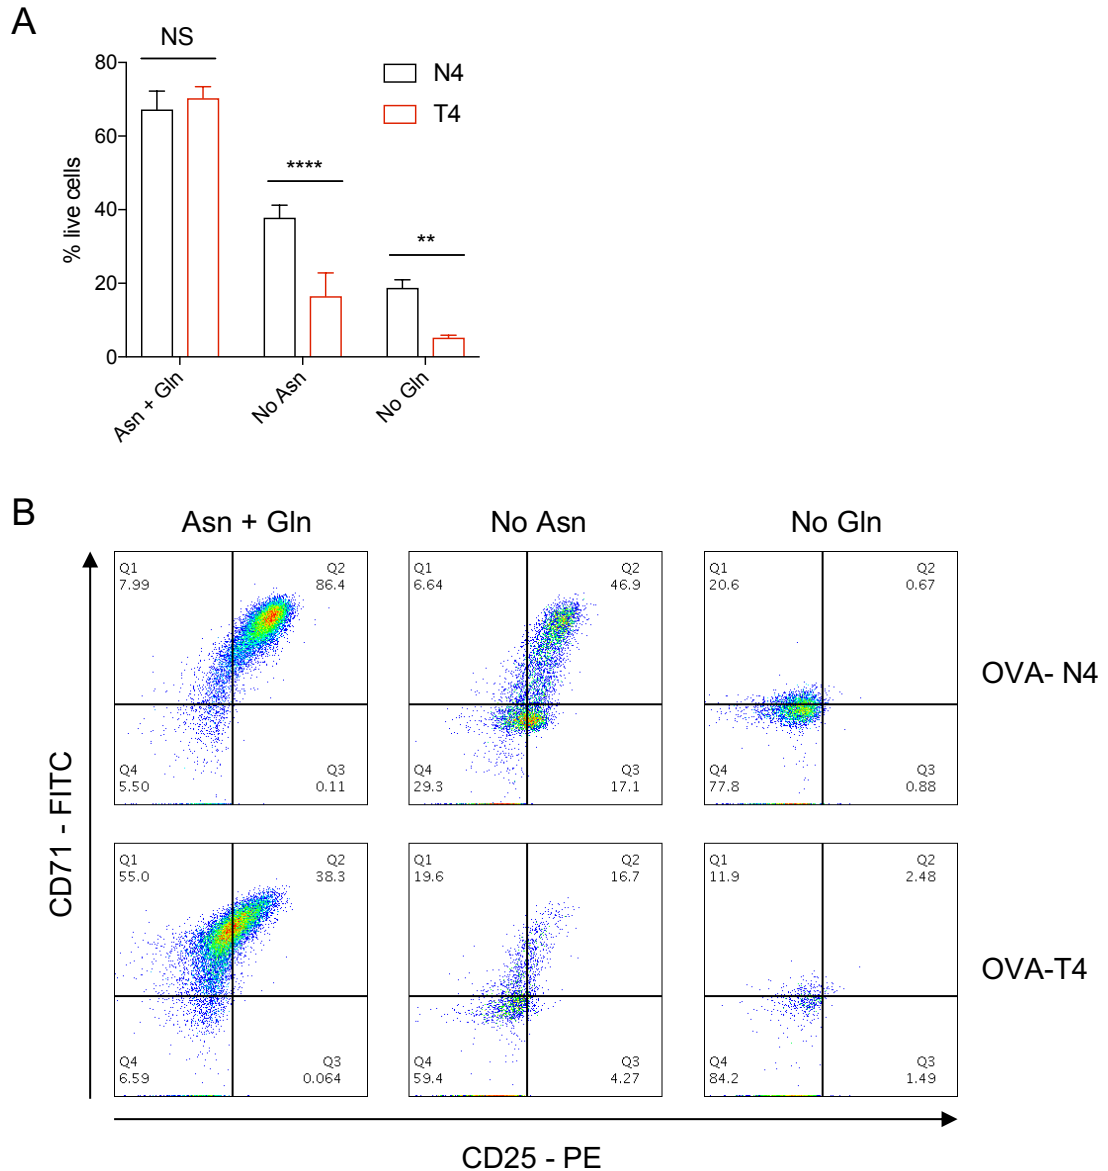 A
NS
80
60
40
20
0
% live cells
N4
T4
****
**
Asn + Gln
No Asn
No Gln
B
Asn + Gln
No Asn
No Gln
Q1
7.99
Q2
86.4
Q4
5.50
Q3
0.11
Q1
6.64
Q2
46.9
Q4
29.3
Q3
17.1
Q1
20.6
Q2
0.67
Q4
77.8
Q3
0.88
OVA- N4
Q1
55.0
Q2
38.3
Q4
6.59
Q3
0.064
Q1
19.6
Q2
16.7
Q4
59.4
Q3
4.27
Q1
11.9
Q2
2.48
Q4
84.2
Q3
1.49
OVA-T4
CD71 - FITC
CD25 - PE